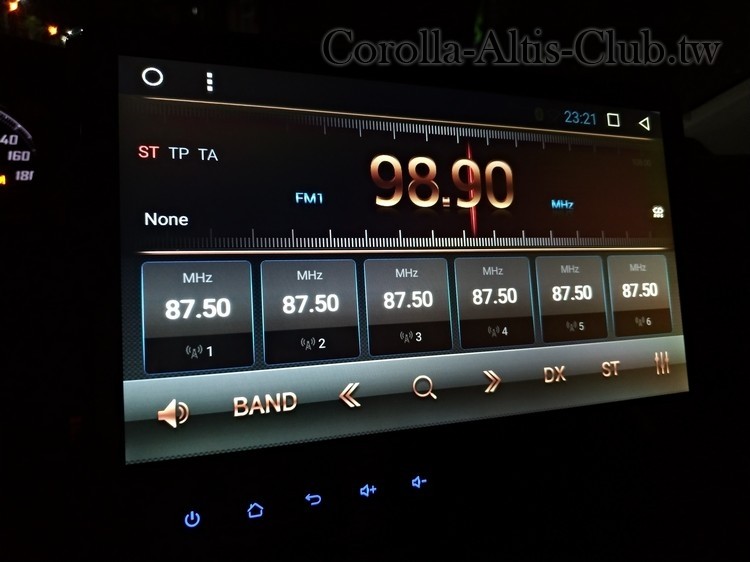 Corolla-Altis-Club.tw
23:21
ST TP TA
FM1
98.90
MHz
None
MHz MHz MHz MHz MHz MHz
87.50 87.50 87.50 87.50 87.50 87.50
1 2 3 4 5 6
BAND DX ST
160